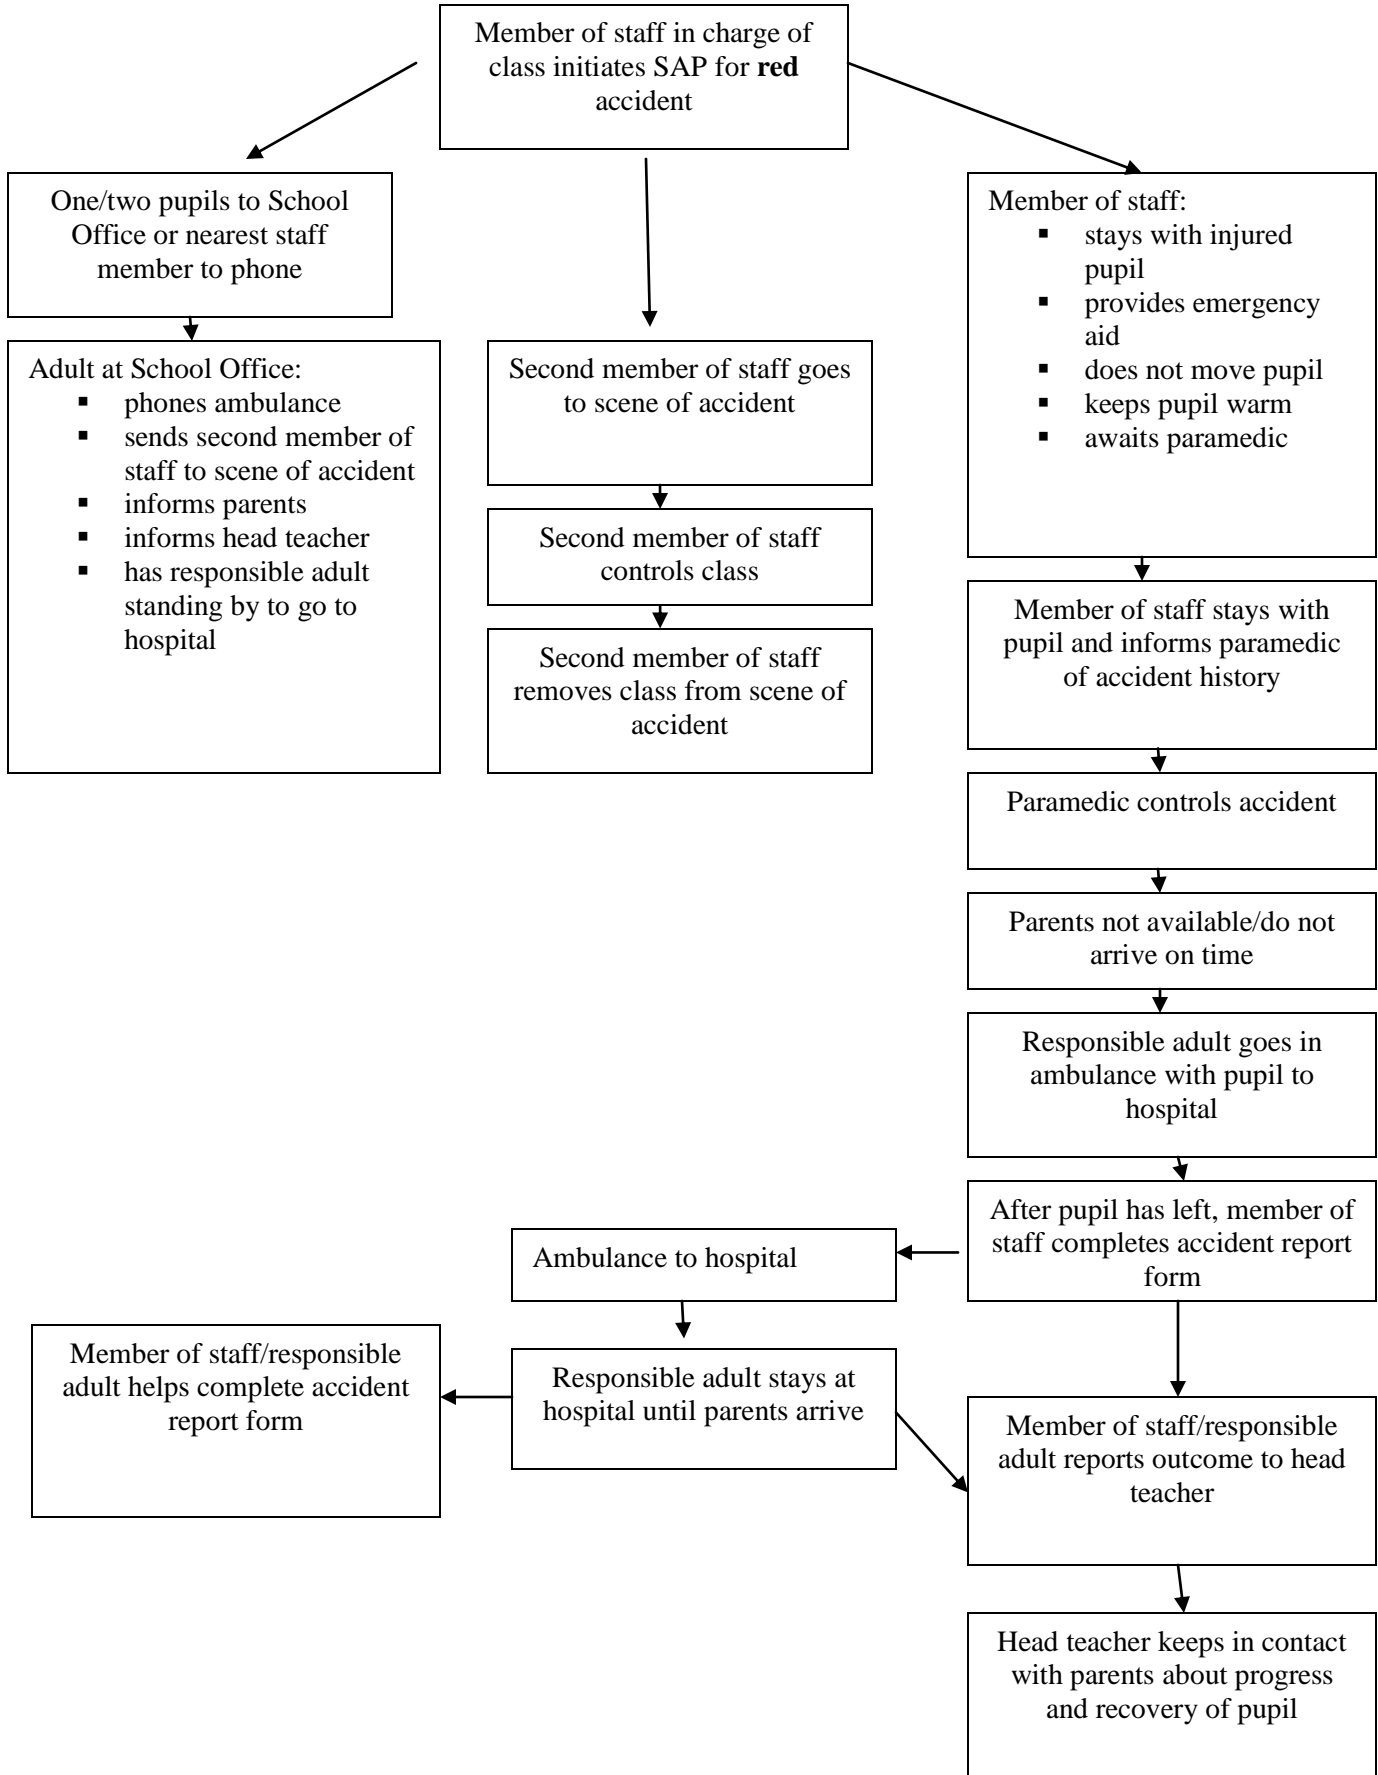 Member of staff in charge of
class initiates SAP for red
accident
One/two pupils to School
Office or nearest staff
member to phone
Adult at School Office:
▪ phones ambulance
▪ sends second member of
staff to scene of accident
▪ informs parents
▪ informs head teacher
▪ has responsible adult
standing by to go to
hospital
Second member of staff goes
to scene of accident
Second member of staff
controls class
Second member of staff
removes class from scene of
accident
Member of staff:
▪ stays with injured
pupil
▪ provides emergency
aid
▪ does not move pupil
▪ keeps pupil warm
▪ awaits paramedic
Member of staff stays with
pupil and informs paramedic
of accident history
Paramedic controls accident
Parents not available/do not
arrive on time
Responsible adult goes in
ambulance with pupil to
hospital
After pupil has left, member of
staff completes accident report
form
Ambulance to hospital
Responsible adult stays at
hospital until parents arrive
Member of staff/responsible
adult helps complete accident
report form
Member of staff/responsible
adult reports outcome to head
teacher
Head teacher keeps in contact
with parents about progress
and recovery of pupil